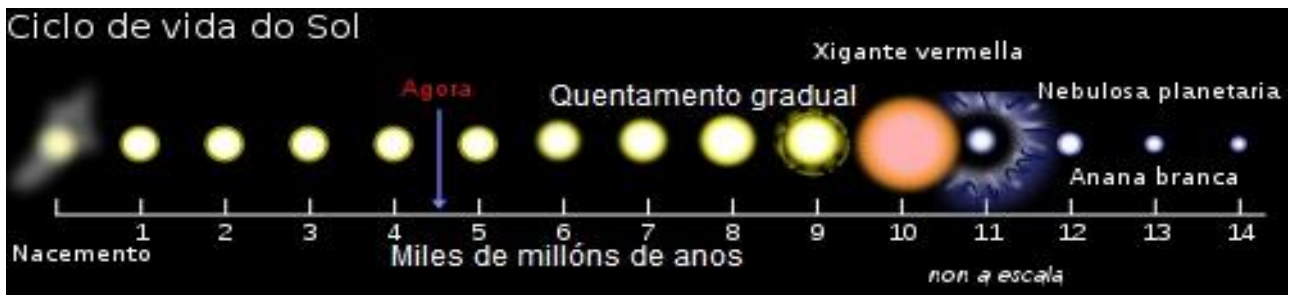 Ciclo de vida do Sol
Xigante vermella
Agora
Quentamento gradual
Nebulosa planetaria
Anana branca
1 2 3 4 5 6 7 8 9 10 11 12 13 14
Nacemento
Miles de millóns de anos
non a escala